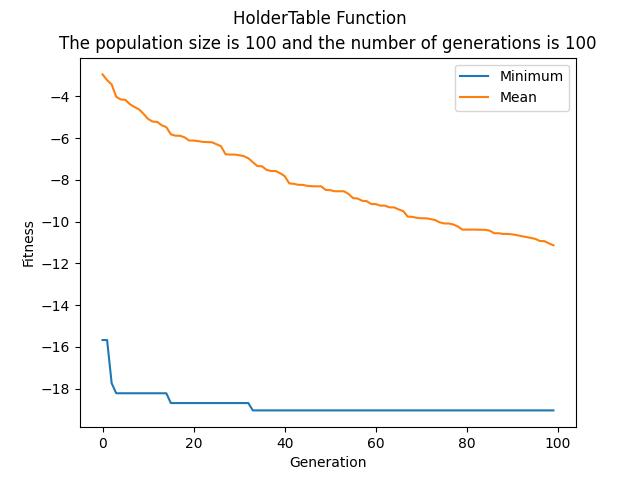 HolderTable Function
The population size is 100 and the number of generations is 100
Minimum
Mean
Fitness
−4
−6
−8
−10
−12
−14
−16
−18
0 20 40 60 80 100
Generation